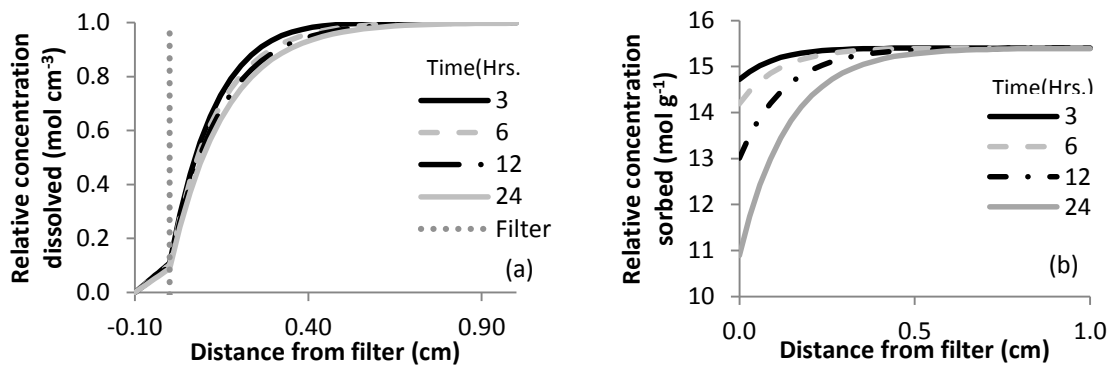 1.0
0.8
0.6
0.4
0.2
0.0
Relative concentration
dissolved (mol cm⁻³)
Time(Hrs.
3
6
12
24
Filter
(a)
-0.10 0.40 0.90
Distance from filter (cm)
16
15
14
13
12
11
10
Relative concentration
sorbed (mol g⁻¹)
Time(Hrs.)
3
6
12
24
(b)
0.0 0.5 1.0
Distance from filter (cm)